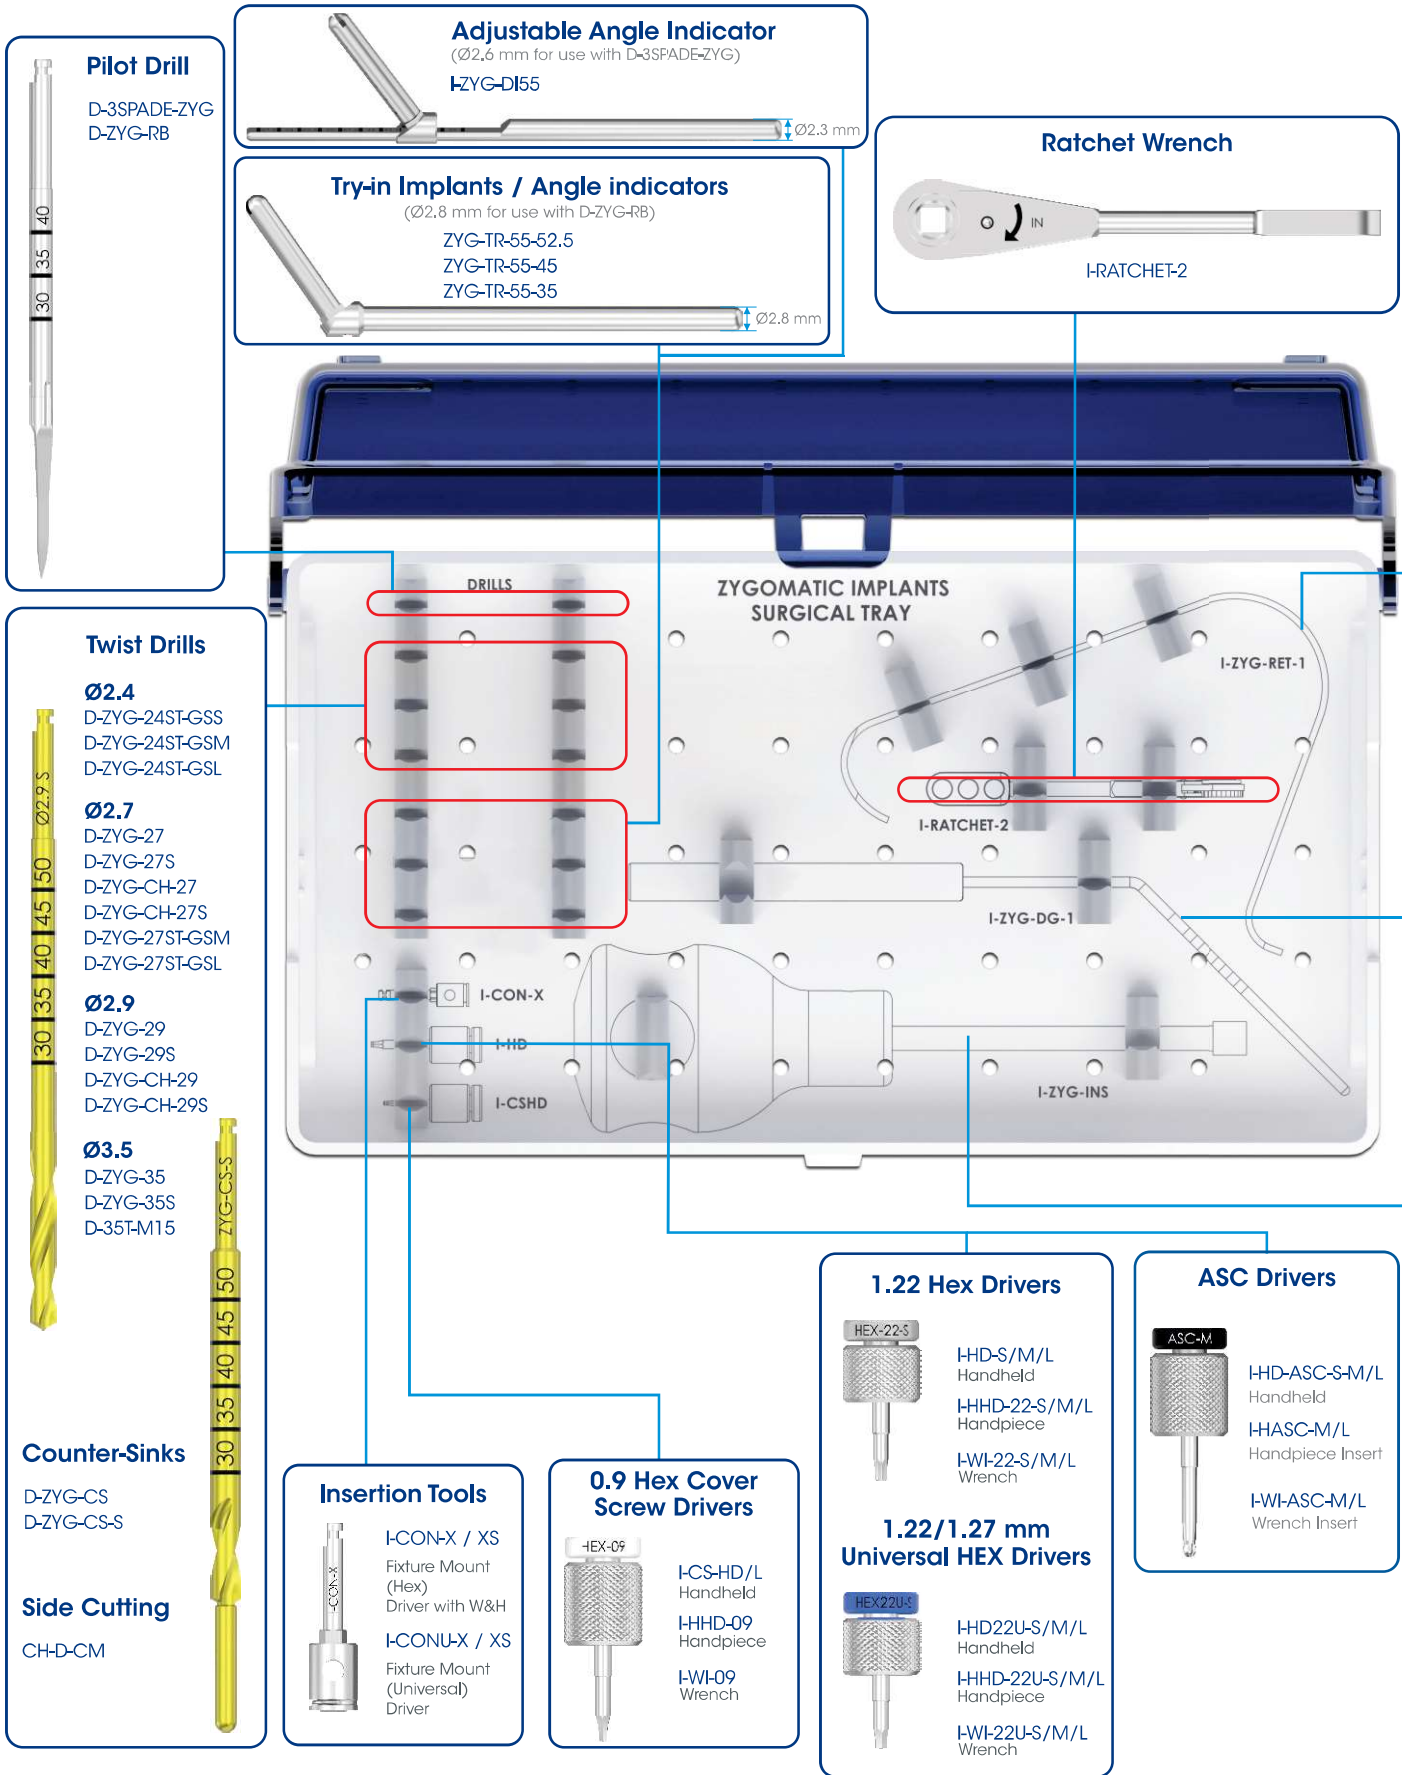 Pilot Drill
D-3SPADE-ZYG
D-ZYG-RB
30 35 40
Adjustable Angle Indicator
(Ø2.6 mm for use with D-3SPADE-ZYG)
I-ZYG-DI55
Ø2.3 mm
Try-in Implants / Angle indicators
(Ø2.8 mm for use with D-ZYG-RB)
ZYG-TR-55-52.5
ZYG-TR-55-45
ZYG-TR-55-35
Ø2.8 mm
Ratchet Wrench
IN
I-RATCHET-2
DRILLS
ZYGOMATIC IMPLANTS
SURGICAL TRAY
I-ZYG-RET-1
I-RATCHET-2
I-ZYG-DG-1
I-CON-X
I-HD
I-CSHD
I-ZYG-INS
Twist Drills
Ø2.4
D-ZYG-24ST-GSS
D-ZYG-24ST-GSM
D-ZYG-24ST-GSL
Ø2.7
D-ZYG-27
D-ZYG-27S
D-ZYG-CH-27
D-ZYG-CH-27S
D-ZYG-27ST-GSM
D-ZYG-27ST-GSL
Ø2.9
D-ZYG-29
D-ZYG-29S
D-ZYG-CH-29
D-ZYG-CH-29S
Ø3.5
D-ZYG-35
D-ZYG-35S
D-35T-M15
30 35 40 45 50 Ø2.9 S
30 35 40 45 50 ZYG-CS-S
Counter-Sinks
D-ZYG-CS
D-ZYG-CS-S
Side Cutting
CH-D-CM
Insertion Tools
I-CON-X
I-CON-X / XS
Fixture Mount
(Hex)
Driver with W&H
I-CONU-X / XS
Fixture Mount
(Universal)
Driver
0.9 Hex Cover
Screw Drivers
HEX-09
I-CS-HD/L
Handheld
I-HHD-09
Handpiece
I-WI-09
Wrench
1.22 Hex Drivers
HEX-22-S
I-HD-S/M/L
Handheld
I-HHD-22-S/M/L
Handpiece
I-WI-22-S/M/L
Wrench
1.22/1.27 mm
Universal HEX Drivers
HEX22U-S
I-HD22U-S/M/L
Handheld
I-HHD-22U-S/M/L
Handpiece
I-WI-22U-S/M/L
Wrench
ASC Drivers
ASC-M
I-HD-ASC-S-M/L
Handheld
I-HASC-M/L
Handpiece Insert
I-WI-ASC-M/L
Wrench Insert